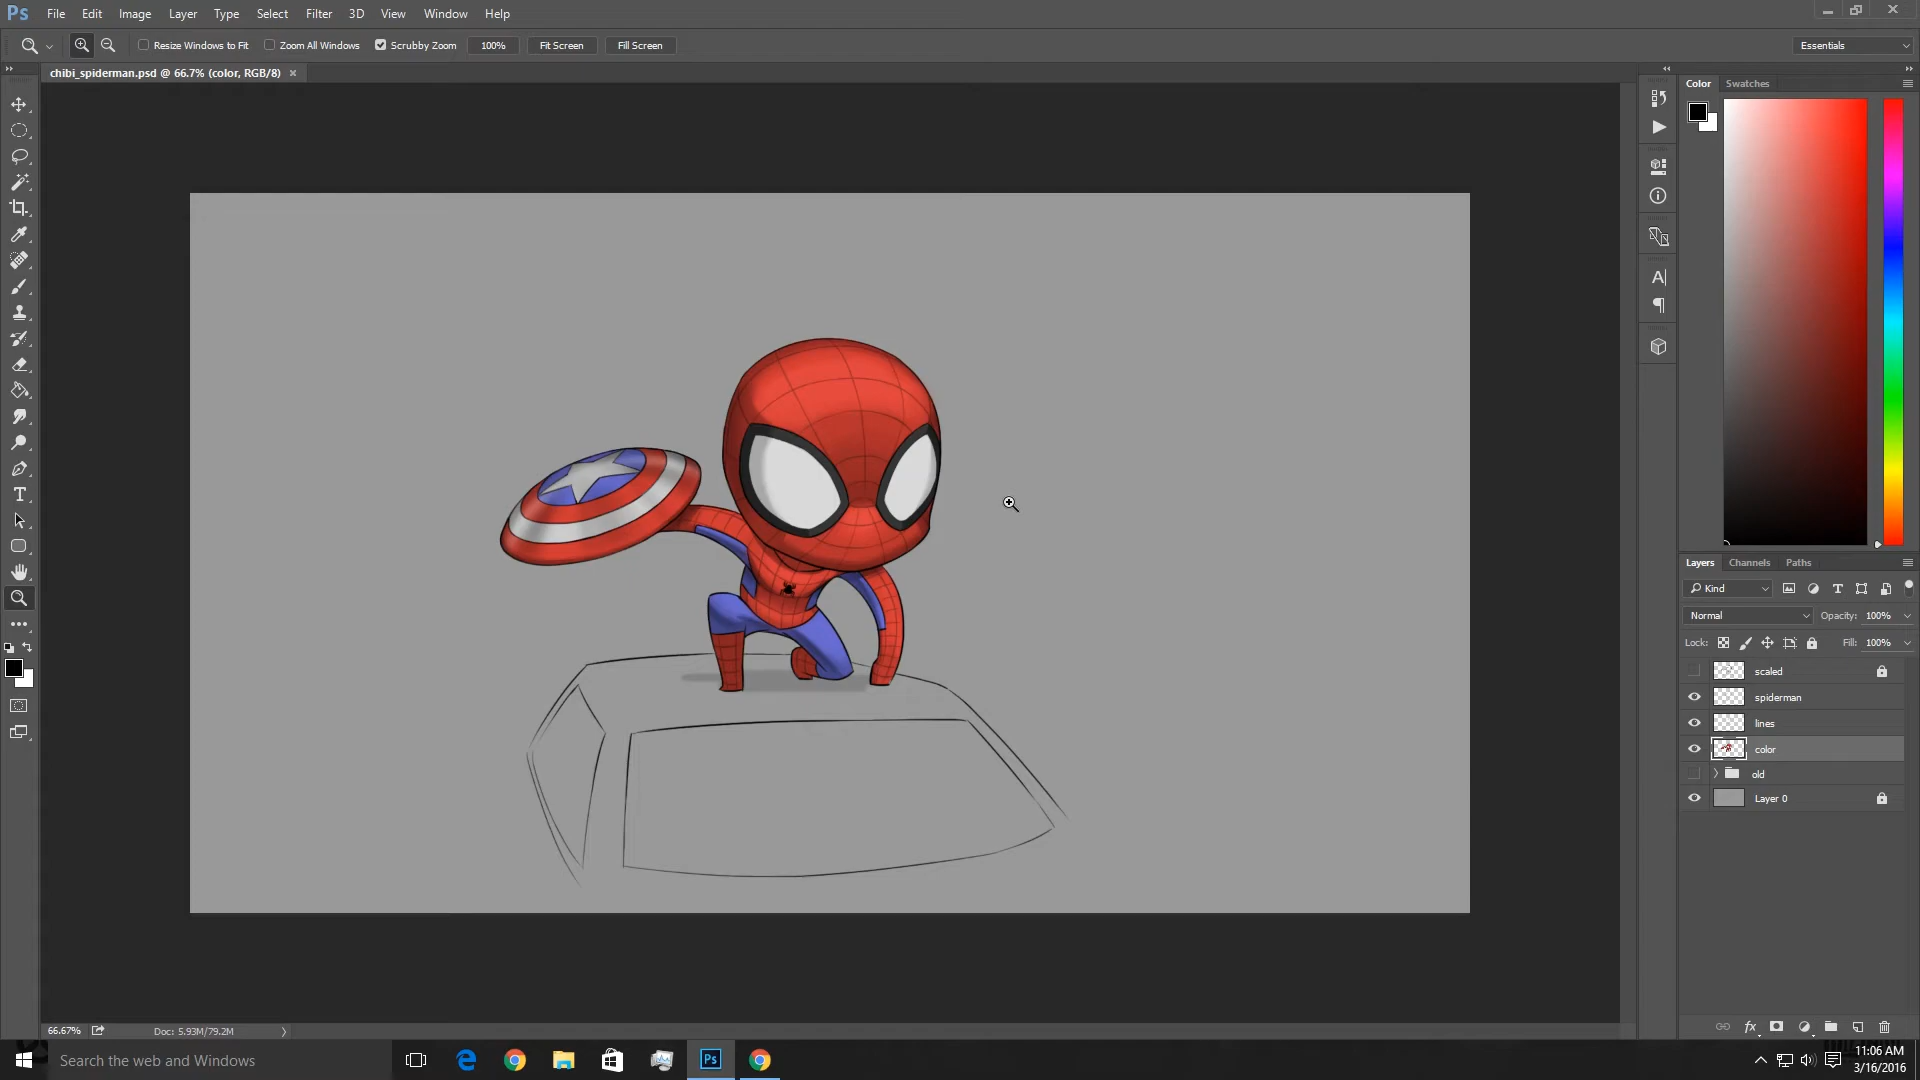 Ps File Edit Image Layer Type Select Filter 3D View Window Help
Resize Windows to Fit Zoom All Windows Scrubby Zoom 100% Fit Screen Fill Screen Essentials
chibi_spiderman.psd @ 66.7% (color, RGB/8) ×
Color Swatches
Layers Channels Paths
Kind
Normal Opacity: 100%
Lock: Fill: 100%
scaled
spiderman
lines
color
old
Layer 0
66.67% Doc: 5.93M/79.2M
fx
Search the web and Windows
Ps
11:06 AM
3/16/2016